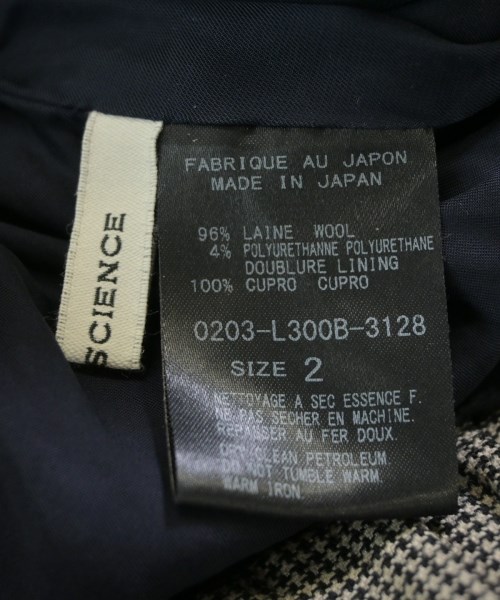 SCIENCE
FABRIQUE AU JAPON
MADE IN JAPAN
96% LAINE WOOL
4% POLYURETHANNE POLYURETHANE
DOUBLURE LINING
100% CUPRO CUPRO
0203-L300B-3128
SIZE 2
NETTOYAGE A SEC ESSENCE F.
NE PAS SECHER EN MACHINE.
REPASSER AU FER DOUX.
DRY CLEAN PETROLEUM.
DO NOT TUMBLE WARM.
WARM IRON.